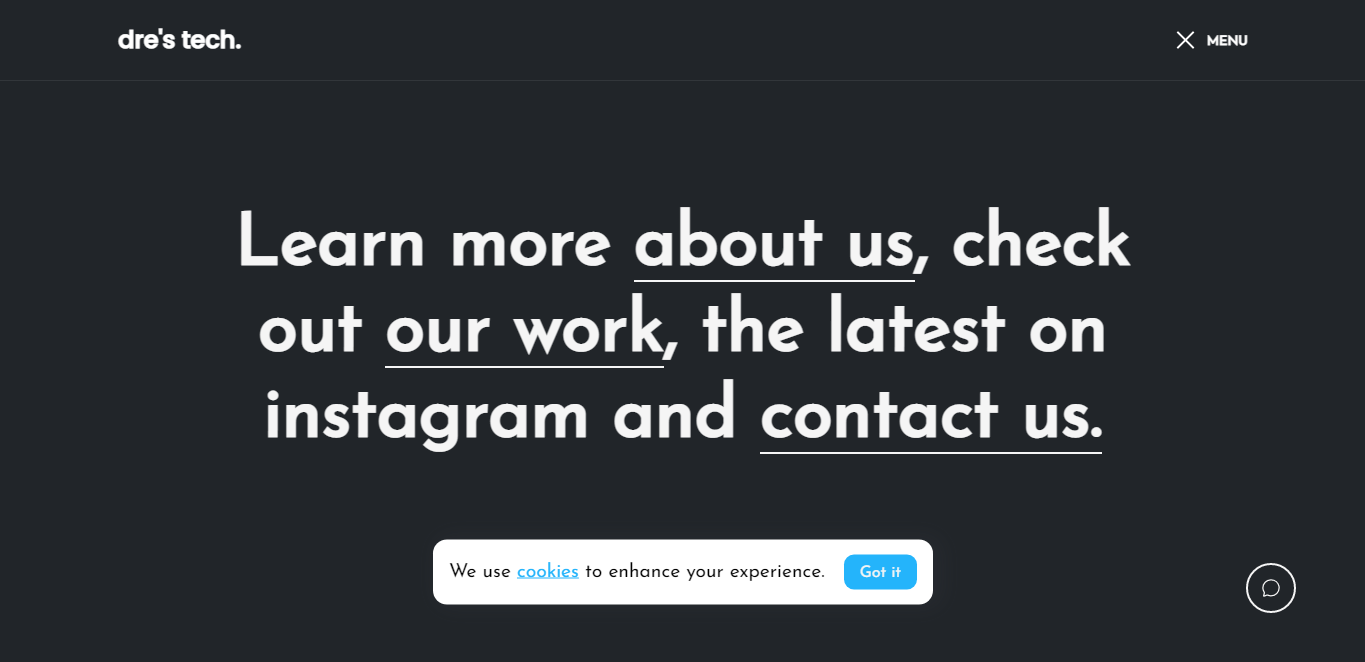 dre's tech.
MENU
Learn more about us, check
out our work, the latest on
instagram and contact us.
We use cookies to enhance your experience.
Got it